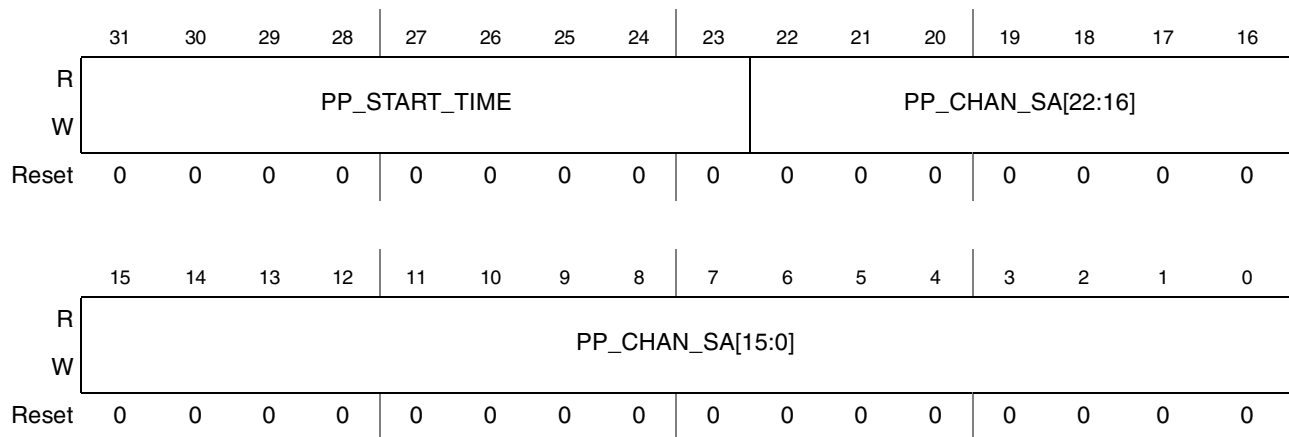 31 30 29 28 27 26 25 24 23 22 21 20 19 18 17 16
R
PP_START_TIME PP_CHAN_SA[22:16]
W
Reset 0 0 0 0 0 0 0 0 0 0 0 0 0 0 0 0
15 14 13 12 11 10 9 8 7 6 5 4 3 2 1 0
R
PP_CHAN_SA[15:0]
W
Reset 0 0 0 0 0 0 0 0 0 0 0 0 0 0 0 0